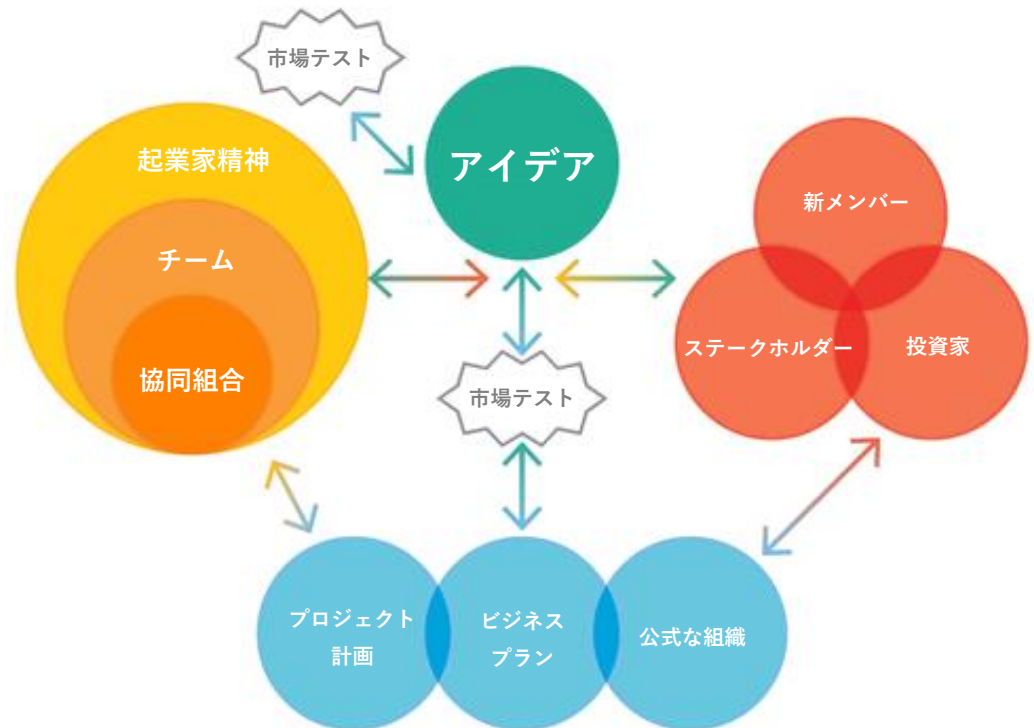 市場テスト
起業家精神
チーム
協同組合
アイデア
新メンバー
ステークホルダー
投資家
市場テスト
プロジェクト
計画
ビジネス
プラン
公式な組織